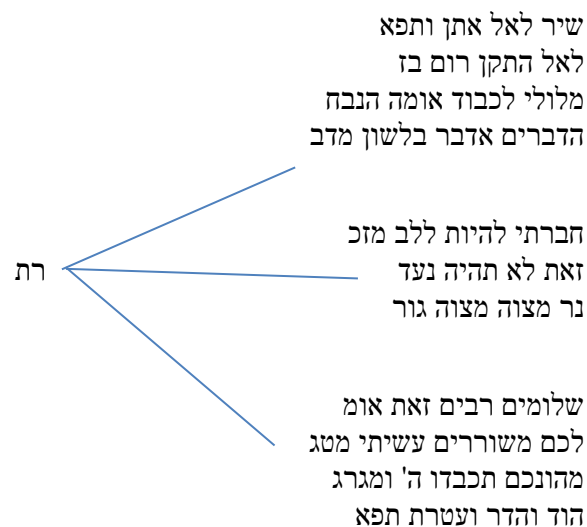 שיר לאל אתן ותפא
לאל התקן רום בז
מלולי לכבוד אומה הנבח
הדברים אדבר בלשון מדב
חברתי להיות ללב מזכ
זאת לא תהיה נעד
נר מצוה מצוה גור
רת
שלומים רבים זאת אומ
לכם משוררים עשיתי מטג
מהונכם תכבדו ה' ומגרג
הוד והדר ועטרת תפא